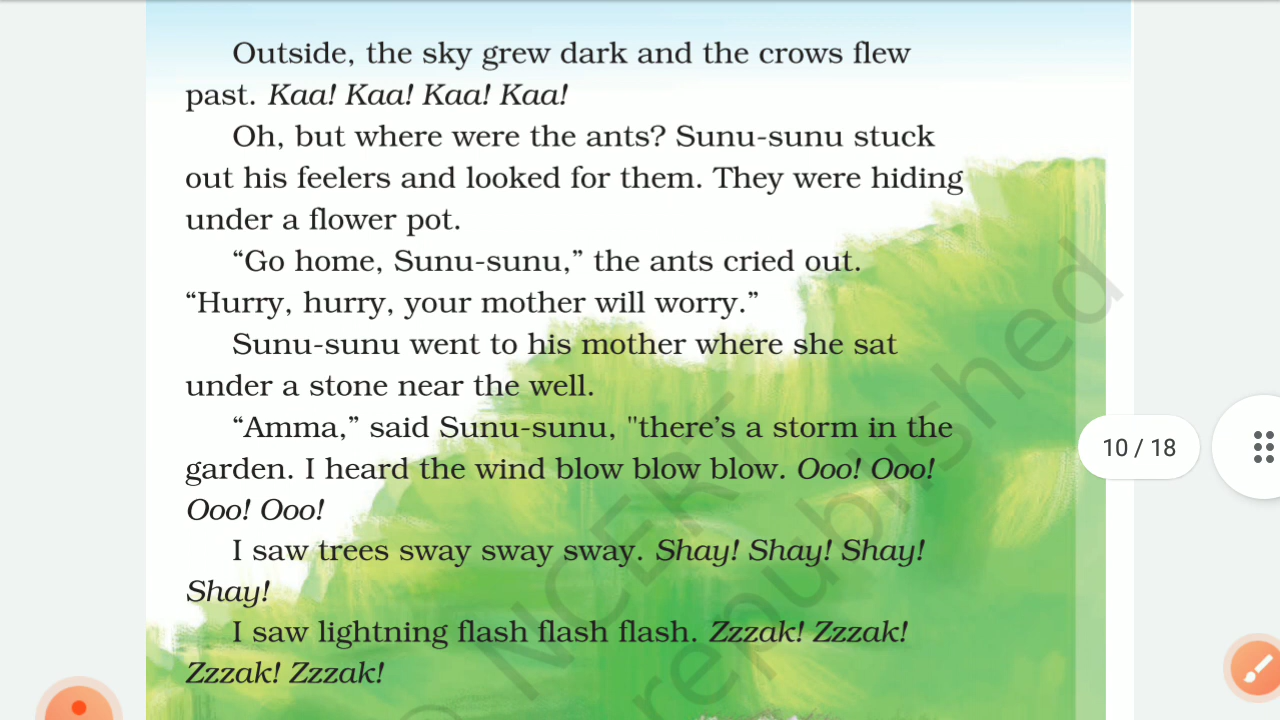 Outside, the sky grew dark and the crows flew
past. Kaa! Kaa! Kaa! Kaa!
Oh, but where were the ants? Sunu-sunu stuck
out his feelers and looked for them. They were hiding
under a flower pot.
“Go home, Sunu-sunu,” the ants cried out.
“Hurry, hurry, your mother will worry.”
Sunu-sunu went to his mother where she sat
under a stone near the well.
“Amma,” said Sunu-sunu, "there’s a storm in the
garden. I heard the wind blow blow blow. Ooo! Ooo!
Ooo! Ooo!
I saw trees sway sway sway. Shay! Shay! Shay!
Shay!
I saw lightning flash flash flash. Zzzak! Zzzak!
Zzzak! Zzzak!
10 / 18
NCERT
republished